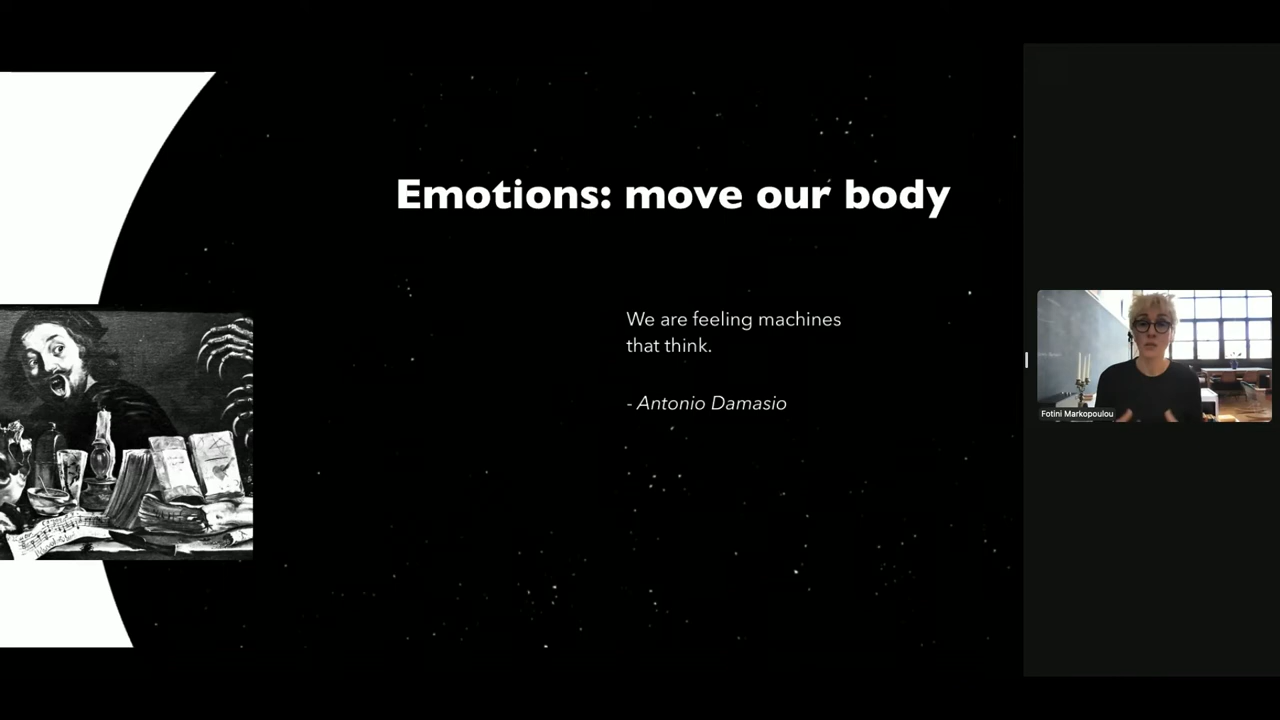 Emotions: move our body
We are feeling machines
that think.
- Antonio Damasio
Fotini Markopoulou